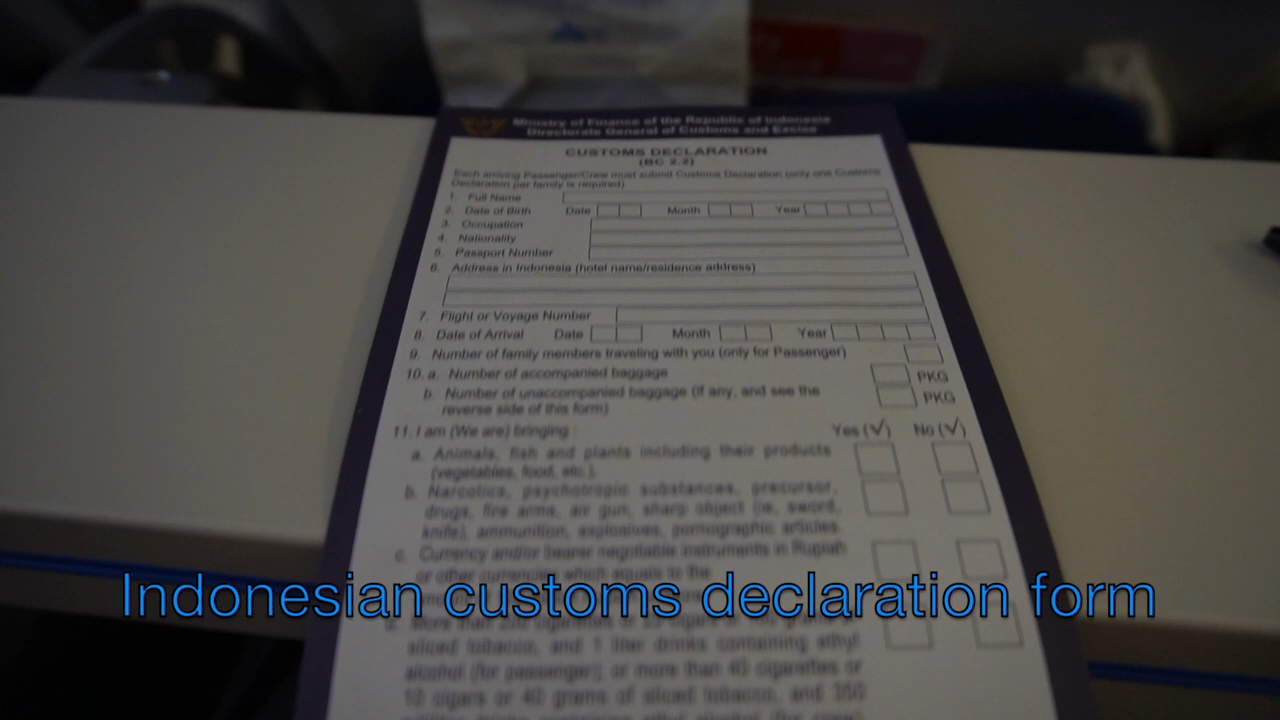 Ministry of Finance of the Republic of Indonesia
Directorate General of Customs and Excise
CUSTOMS DECLARATION
(BC 2.2)
Each arriving Passenger/Crew must submit Customs Declaration (only one Customs
Declaration per family is required)
1. Full Name
2. Date of Birth Date Month Year
3. Occupation
4. Nationality
5. Passport Number
6. Address in Indonesia (hotel name/residence address)
7. Flight or Voyage Number
8. Date of Arrival Date Month Year
9. Number of family members traveling with you (only for Passenger)
10. a. Number of accompanied baggage PKG
b. Number of unaccompanied baggage (if any, and see the PKG
reverse side of this form)
11. I am (We are) bringing : Yes (√) No (√)
a. Animals, fish and plants including their products
(vegetables, food, etc.).
b. Narcotics, psychotropic substances, precursor,
drugs, fire arms, air gun, sharp object (ie, sword,
knife), ammunition, explosives, pornographic articles.
c. Currency and/or bearer negotiable instruments in Rupiah
or other currencies which equals to the
Indonesian customs declaration form
sliced tobacco, and 1 liter drinks containing ethyl
alcohol (for passenger); or more than 40 cigarettes or
10 cigars or 40 grams of sliced tobacco, and 350